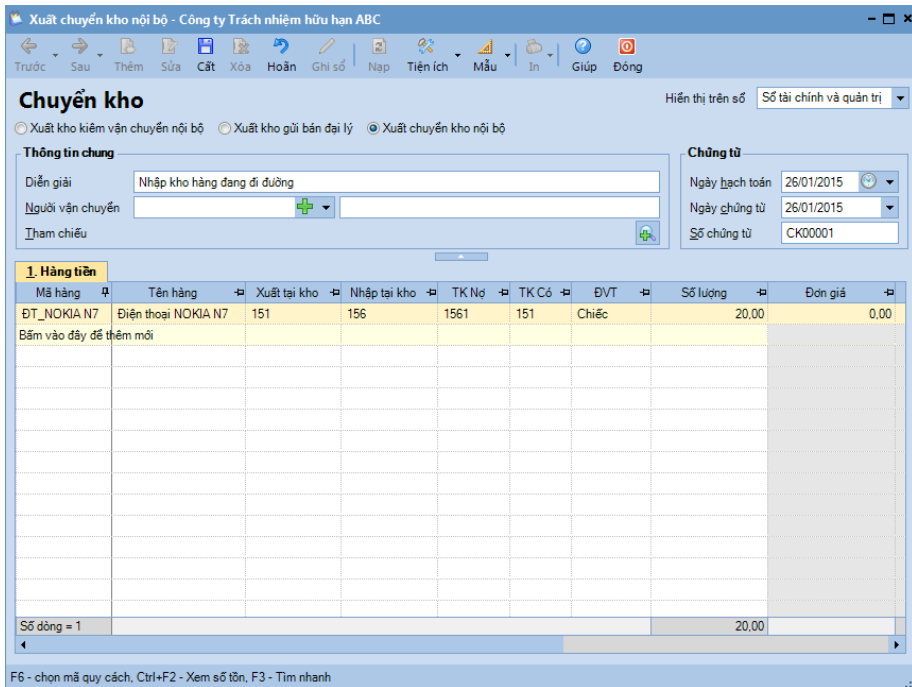 Xuất chuyển kho nội bộ - Công ty Trách nhiệm hữu hạn ABC
Trước Sau Thêm Sửa Cất Xóa Hoãn Ghi sổ Nạp Tiện ích Mẫu In Giúp Đóng
Chuyển kho
Hiển thị trên sổ Sổ tài chính và quản trị
Xuất kho kiêm vận chuyển nội bộ Xuất kho gửi bán đại lý Xuất chuyển kho nội bộ
Thông tin chung Chứng từ
Diễn giải Nhập kho hàng đang đi đường Ngày hạch toán 26/01/2015
Người vận chuyển Ngày chứng từ 26/01/2015
Tham chiếu Số chứng từ CK00001
1. Hàng tiền
Mã hàng Tên hàng Xuất tại kho Nhập tại kho TK Nợ TK Có ĐVT Số lượng Đơn giá
ĐT_NOKIA N7 Điện thoại NOKIA N7 151 156 1561 151 Chiếc 20,00 0,00
Bấm vào đây để thêm mới
Số dòng = 1 20,00
F6 - chọn mã quy cách, Ctrl+F2 - Xem số tồn, F3 - Tìm nhanh